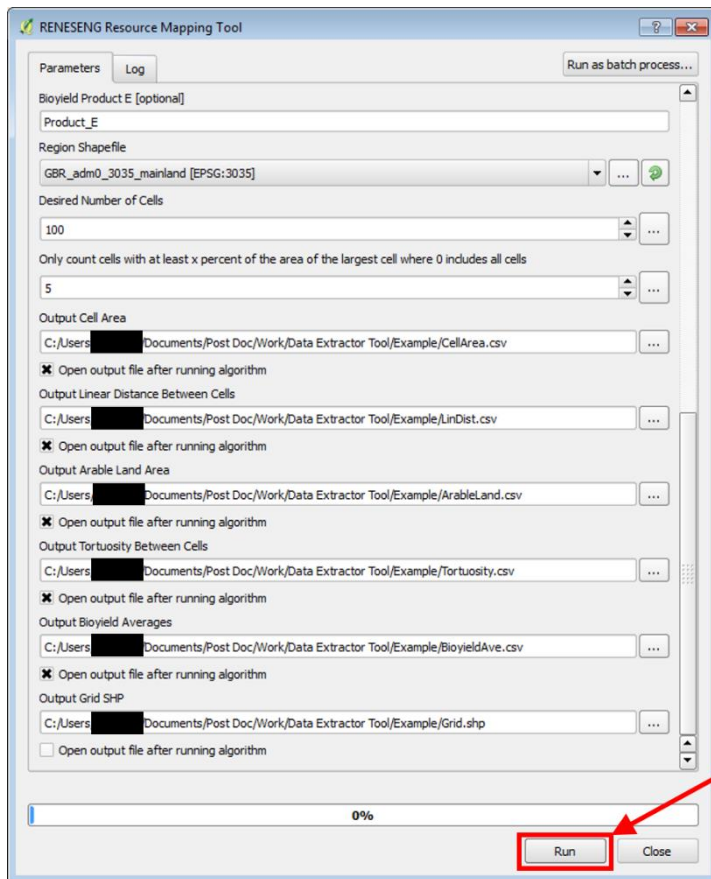 RENESENG Resource Mapping Tool
Parameters
Log
Run as batch process...
Bioyield Product E [optional]
Product_E
Region Shapefile
GBR_adm0_3035_mainland [EPSG:3035]
...
Desired Number of Cells
100
...
Only count cells with at least x percent of the area of the largest cell where 0 includes all cells
5
...
Output Cell Area
C:/Users /Documents/Post Doc/Work/Data Extractor Tool/Example/CellArea.csv
...
Open output file after running algorithm
Output Linear Distance Between Cells
C:/Users /Documents/Post Doc/Work/Data Extractor Tool/Example/LinDist.csv
...
Open output file after running algorithm
Output Arable Land Area
C:/Users/ Documents/Post Doc/Work/Data Extractor Tool/Example/ArableLand.csv
...
Open output file after running algorithm
Output Tortuosity Between Cells
C:/Users /Documents/Post Doc/Work/Data Extractor Tool/Example/Tortuosity.csv
...
Open output file after running algorithm
Output Bioyield Averages
C:/Users /Documents/Post Doc/Work/Data Extractor Tool/Example/BioyieldAve.csv
...
Open output file after running algorithm
Output Grid SHP
C:/Users /Documents/Post Doc/Work/Data Extractor Tool/Example/Grid.shp
...
Open output file after running algorithm
0%
Run
Close